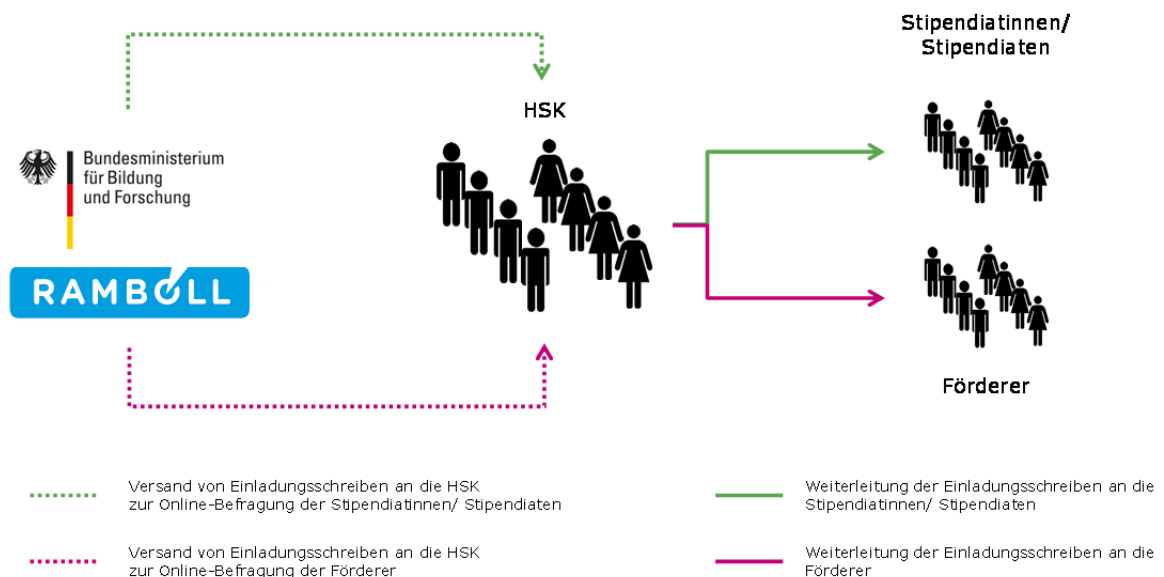 Stipendiatinnen/
Stipendiaten
HSK
Bundesministerium
für Bildung
und Forschung
RAMBOLL
Förderer
Versand von Einladungsschreiben an die HSK
zur Online-Befragung der Stipendiatinnen/ Stipendiaten
Weiterleitung der Einladungsschreiben an die
Stipendiatinnen/ Stipendiaten
Versand von Einladungsschreiben an die HSK
zur Online-Befragung der Förderer
Weiterleitung der Einladungsschreiben an die
Förderer